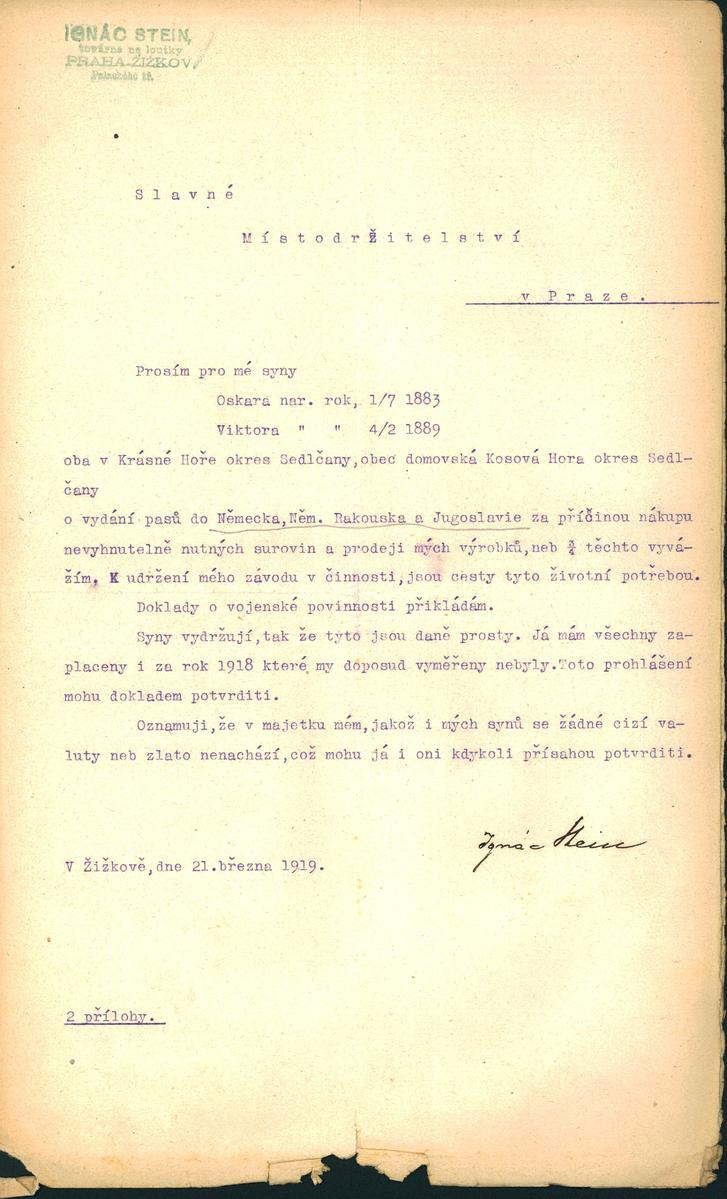 IGNÁC STEIN,
továrna na loutky
PRAHA-ŽIŽKOV,
Slavné
Místodržitelství
v Praze.
Prosím pro mé syny
Oskara nar. rok, 1/7 1883
Viktora " " 4/2 1889
oba v Krásné Hoře okres Sedlčany,obec domovská Kosová Hora okres Sedl-
čany
o vydání pasů do Německa,Něm. Rakouska a Jugoslavie za příčinou nákupu
nevyhnutelně nutných surovin a prodeji mých výrobků,neb ¾ těchto vyvá-
žím. K udržení mého závodu v činnosti,jsou cesty tyto životní potřebou.
Doklady o vojenské povinnosti přikládám.
Syny vydržují,tak že tyto jsou daně prosty. Já mám všechny za-
placeny i za rok 1918 které my doposud vyměřeny nebyly.Toto prohlášení
mohu dokladem potvrditi.
Oznamuji,že v majetku mém,jakož i mých synů se žádné cizí va-
luty neb zlato nenachází,což mohu já i oni kdykoli přísahou potvrditi.
Ignác Stein
V Žižkově,dne 21.března 1919.
2 přílohy.